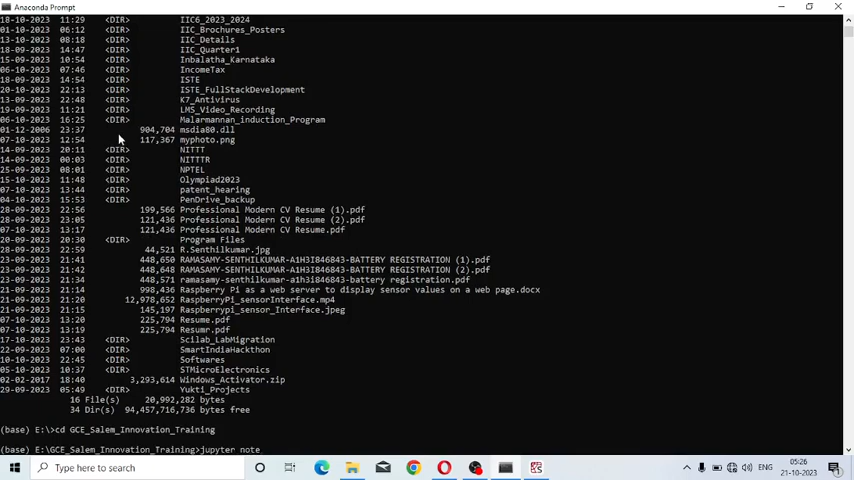 Anaconda Prompt
18-10-2023 11:29 <DIR> IIC6_2023_2024
01-10-2023 12:33 <DIR> IIC_Brochures_Posters
13-10-2023 08:18 <DIR> IIC_Details
18-09-2023 14:47 <DIR> IIC_Quarter1
15-09-2023 10:54 <DIR> Inbalatha_Karnataka
06-10-2023 07:46 <DIR> IncomeTax
18-09-2023 14:54 <DIR> ISTE
20-10-2023 22:13 <DIR> ISTE_FullStackDevelopment
13-09-2023 22:48 <DIR> K7_Antivirus
19-09-2023 11:21 <DIR> LMS_Video_Recording
06-10-2023 16:25 <DIR> Malarmannan_induction_Program
01-12-2006 23:37 904,704 msdia80.dll
07-10-2023 12:54 117,367 myphoto.png
14-09-2023 20:11 <DIR> NITTT
14-09-2023 00:03 <DIR> NITTTR
25-09-2023 08:01 <DIR> NPTEL
15-10-2023 11:48 <DIR> Olympiad2023
07-10-2023 13:44 <DIR> patent_hearing
04-10-2023 15:53 <DIR> PenDrive_backup
28-09-2023 22:56 199,566 Professional Modern CV Resume (1).pdf
28-09-2023 23:05 121,436 Professional Modern CV Resume (2).pdf
07-10-2023 13:17 121,436 Professional Modern CV Resume.pdf
20-09-2023 20:30 <DIR> Program Files
28-09-2023 22:59 44,521 R.Senthilkumar.jpg
23-09-2023 21:41 448,650 RAMASAMY-SENTHILKUMAR-A1H3I846843-BATTERY REGISTRATION (1).pdf
23-09-2023 21:42 448,648 RAMASAMY-SENTHILKUMAR-A1H3I846843-BATTERY REGISTRATION (2).pdf
23-09-2023 21:34 448,571 ramasamy-senthilkumar-a1h3i846843-battery registration.pdf
21-09-2023 21:14 998,436 Raspberry Pi as a web server to display sensor values on a web page.docx
21-09-2023 21:20 12,978,652 RaspberryPi_sensorInterface.mp4
21-09-2023 21:15 145,197 Raspberrypi_sensor_Interface.jpeg
07-10-2023 13:20 225,794 Resume.pdf
07-10-2023 13:19 225,794 Resumr.pdf
17-10-2023 23:43 <DIR> Scilab_LabMigration
22-09-2023 07:00 <DIR> SmartIndiaHackthon
10-10-2023 22:45 <DIR> Softwares
05-10-2023 10:37 <DIR> STMicroElectronics
02-02-2017 18:40 3,293,614 Windows_Activator.zip
29-09-2023 05:49 <DIR> Yukti_Projects
16 File(s) 20,992,282 bytes
34 Dir(s) 94,457,716,736 bytes free
(base) E:\>cd GCE_Salem_Innovation_Training
(base) E:\GCE_Salem_Innovation_Training>jupyter note
Type here to search
ENG
05:26
21-10-2023